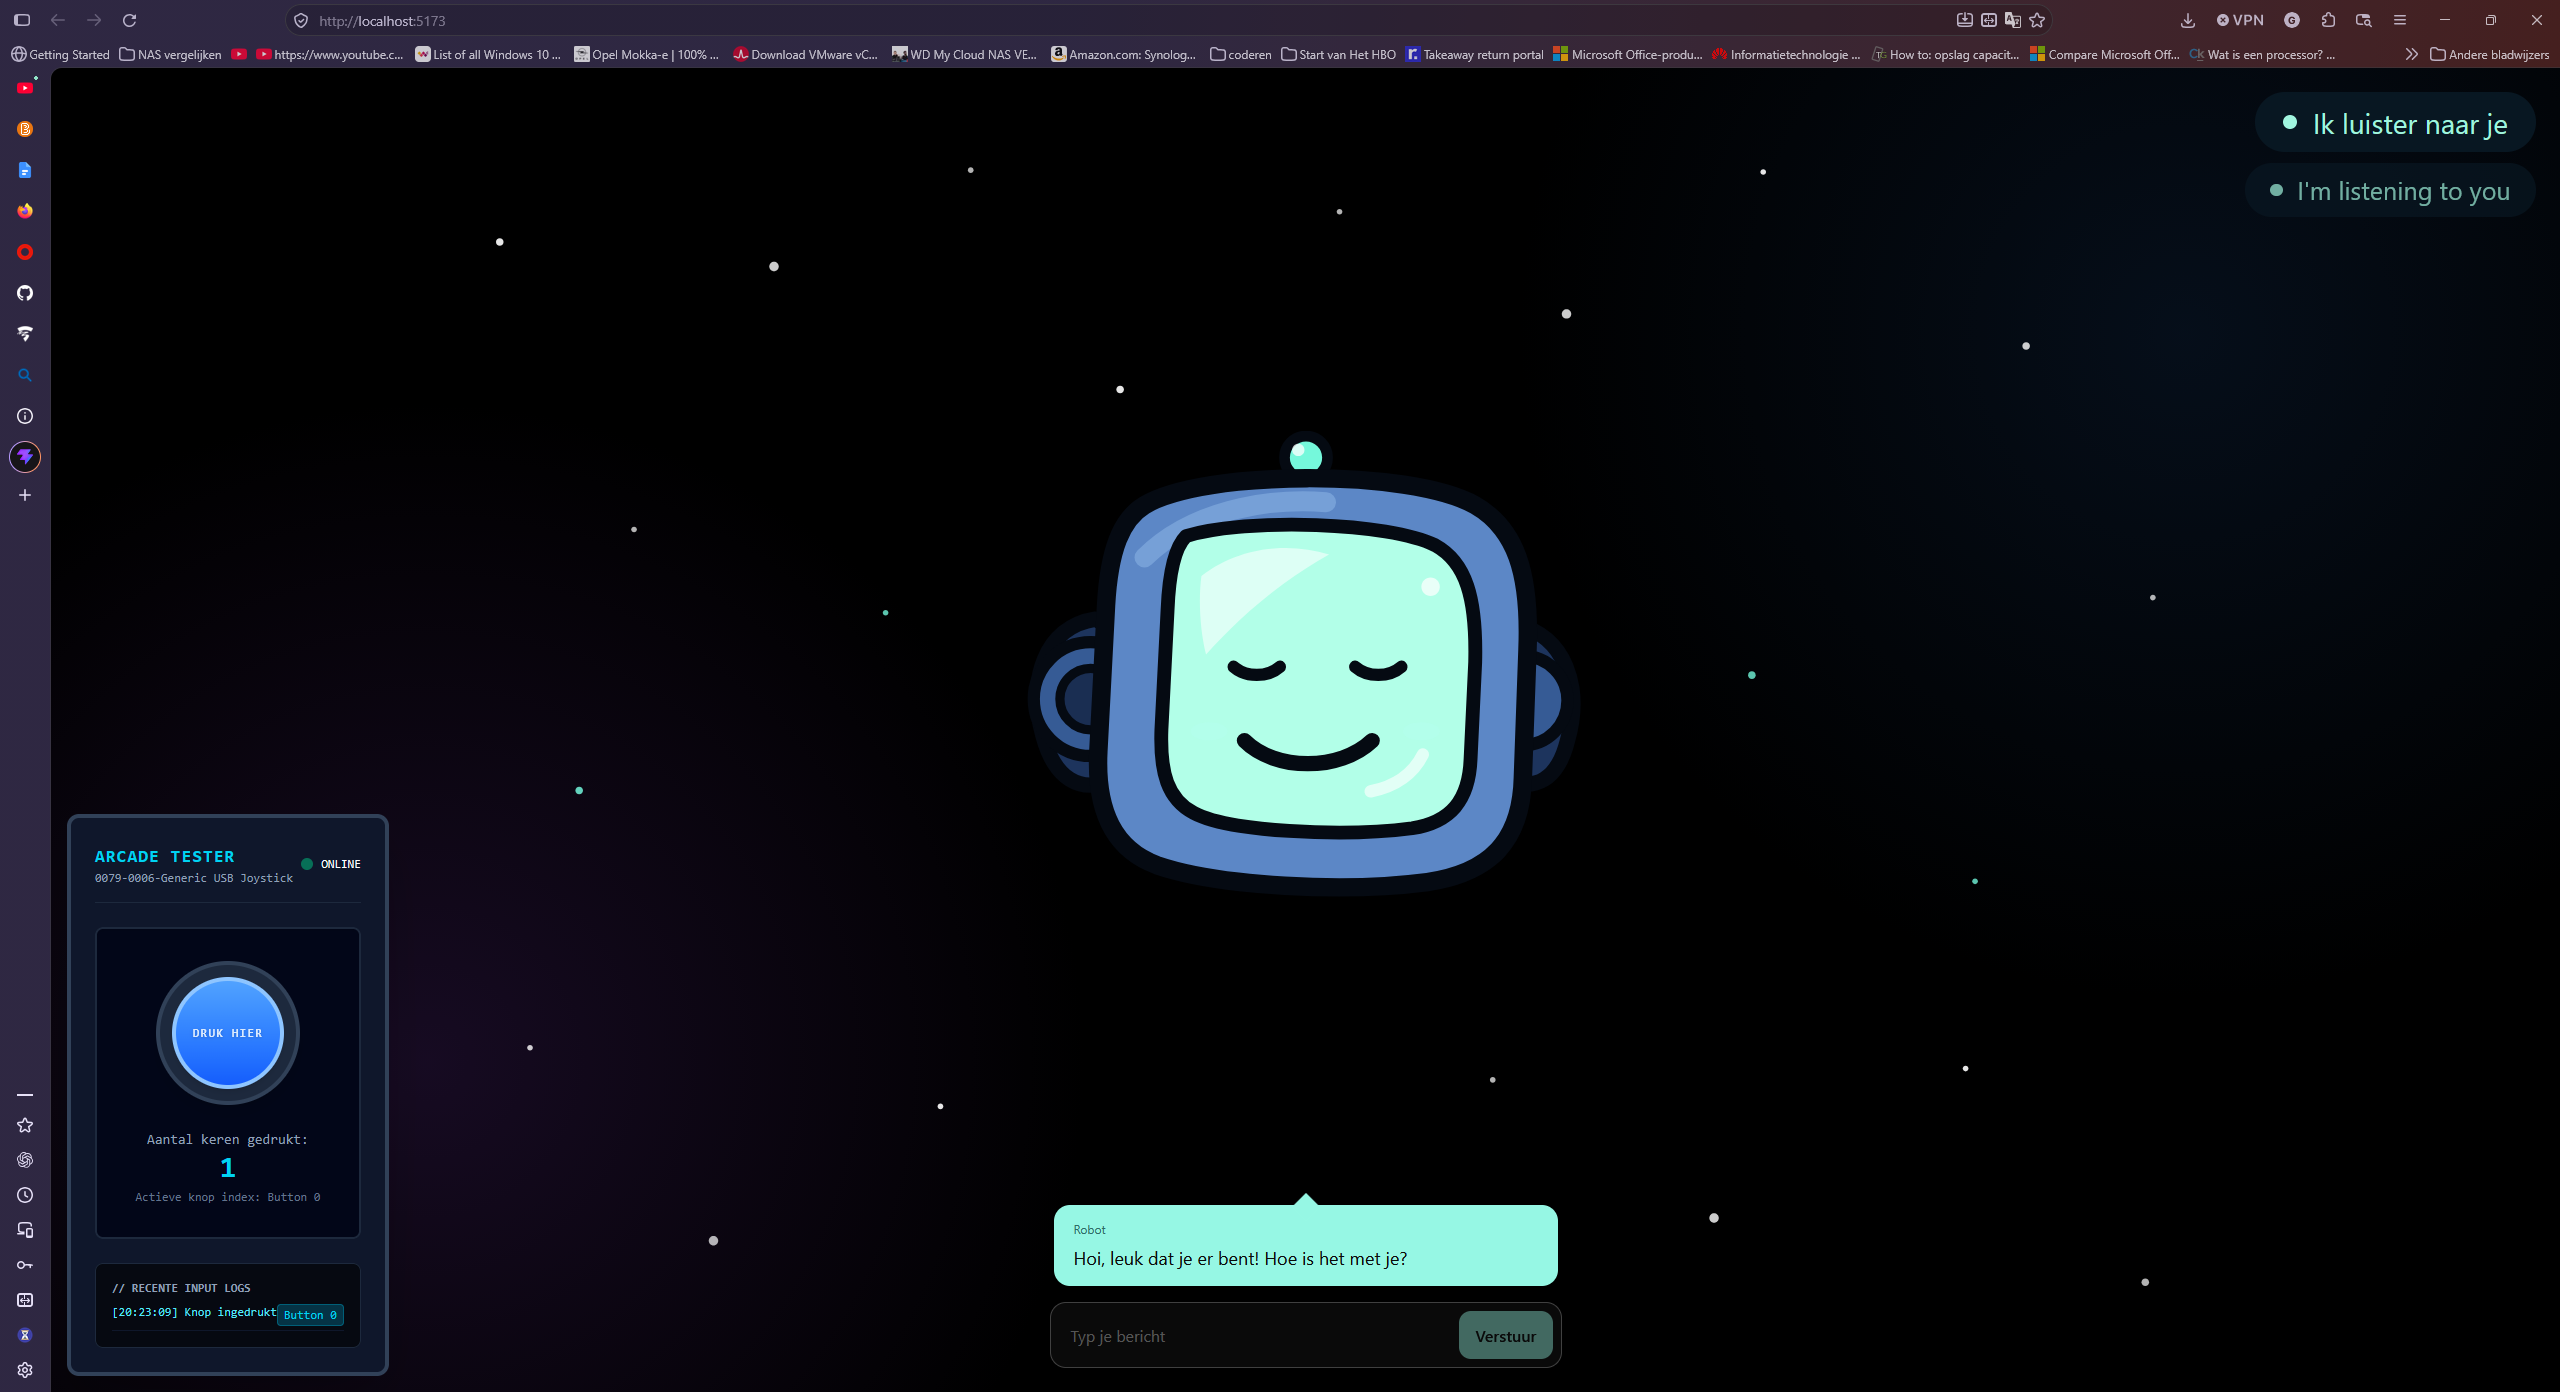 http://localhost:5173
VPN
Getting Started
NAS vergelijken
https://www.youtube.c...
List of all Windows 10 ...
Opel Mokka-e | 100% ...
Download VMware vC...
WD My Cloud NAS VE...
Amazon.com: Synolog...
coderen
Start van Het HBO
Takeaway return portal
Microsoft Office-produ...
Informatietechnologie ...
How to: opslag capacit...
Compare Microsoft Off...
Wat is een processor? ...
Andere bladwijzers
Ik luister naar je
I'm listening to you
ARCADE TESTER
0079-0006-Generic USB Joystick
ONLINE
DRUK HIER
Aantal keren gedrukt:
1
Actieve knop index: Button 0
// RECENTE INPUT LOGS
[20:23:09] Knop ingedrukt
Button 0
Robot
Hoi, leuk dat je er bent! Hoe is het met je?
Typ je bericht
Verstuur